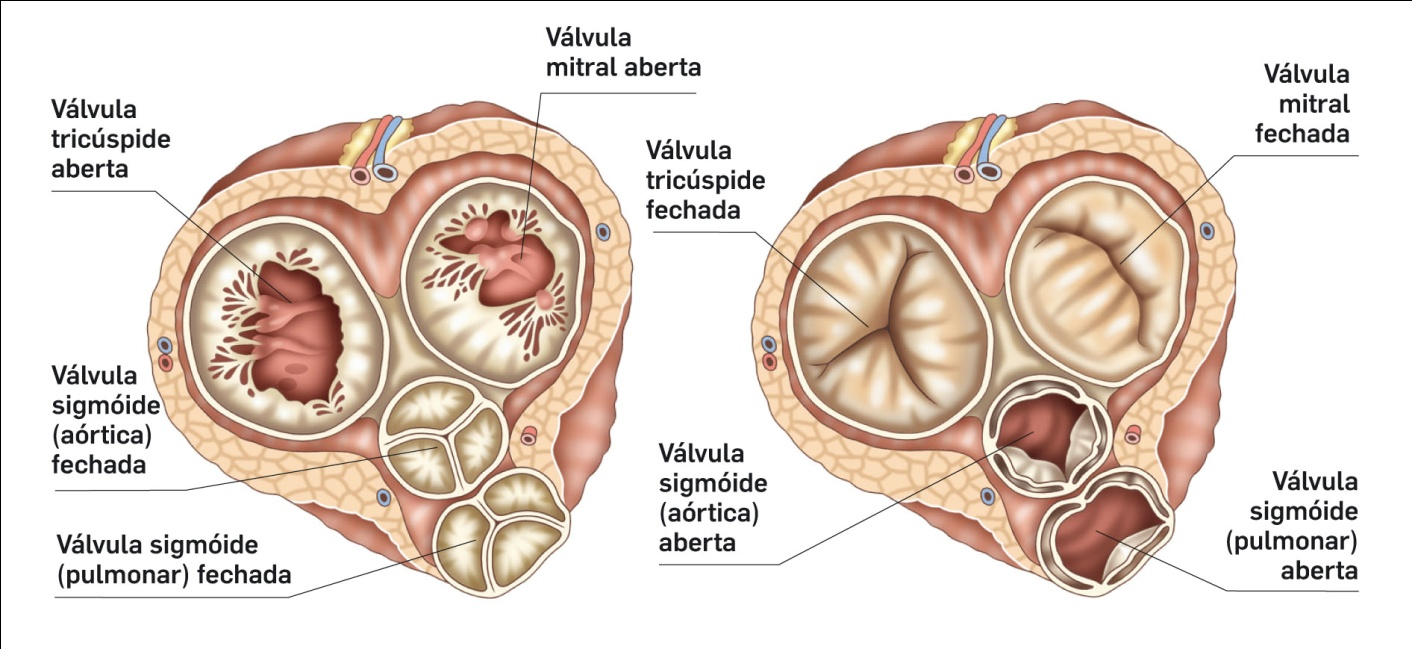 Válvula
mitral aberta
Válvula
tricúspide
aberta
Válvula
sigmóide
(aórtica)
fechada
Válvula sigmóide
(pulmonar) fechada
Válvula
mitral
fechada
Válvula
tricúspide
fechada
Válvula
sigmóide
(aórtica)
aberta
Válvula
sigmóide
(pulmonar)
aberta